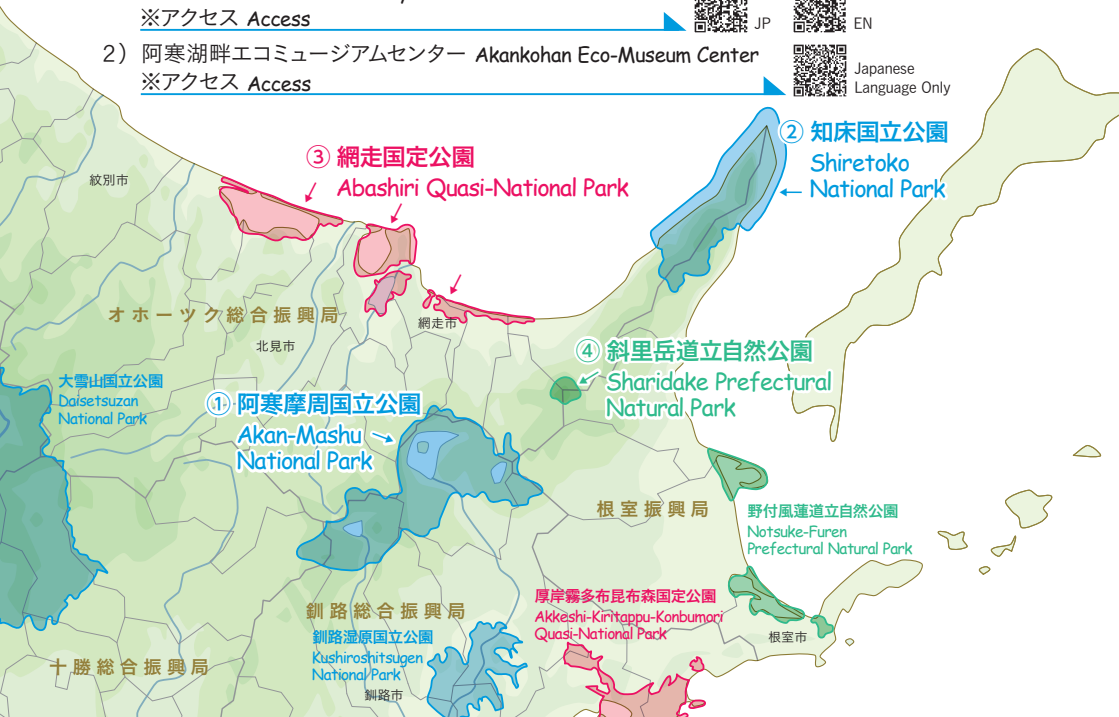 ※アクセス Access
JP
EN
2）阿寒湖畔エコミュージアムセンター Akankohan Eco-Museum Center
※アクセス Access
Japanese
Language Only
② 知床国立公園
Shiretoko
National Park
③ 網走国定公園
Abashiri Quasi-National Park
紋別市
オホーツク総合振興局
網走市
北見市
④ 斜里岳道立自然公園
Sharidake Prefectural
Natural Park
大雪山国立公園
Daisetsuzan
National Park
① 阿寒摩周国立公園
Akan-Mashu
National Park
根室振興局
野付風蓮道立自然公園
Notsuke-Furen
Prefectural Natural Park
厚岸霧多布昆布森国定公園
Akkeshi-Kiritappu-Konbumori
Quasi-National Park
釧路総合振興局
釧路湿原国立公園
Kushiroshitsugen
National Park
根室市
十勝総合振興局
釧路市